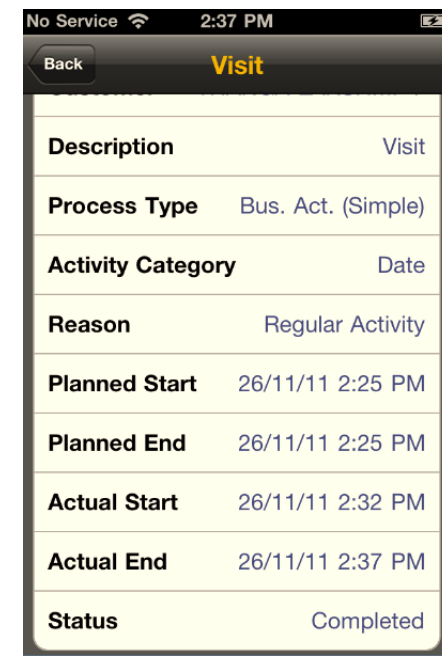 No Service 2:37 PM
Back Visit
Description Visit
Process Type Bus. Act. (Simple)
Activity Category Date
Reason Regular Activity
Planned Start 26/11/11 2:25 PM
Planned End 26/11/11 2:25 PM
Actual Start 26/11/11 2:32 PM
Actual End 26/11/11 2:37 PM
Status Completed